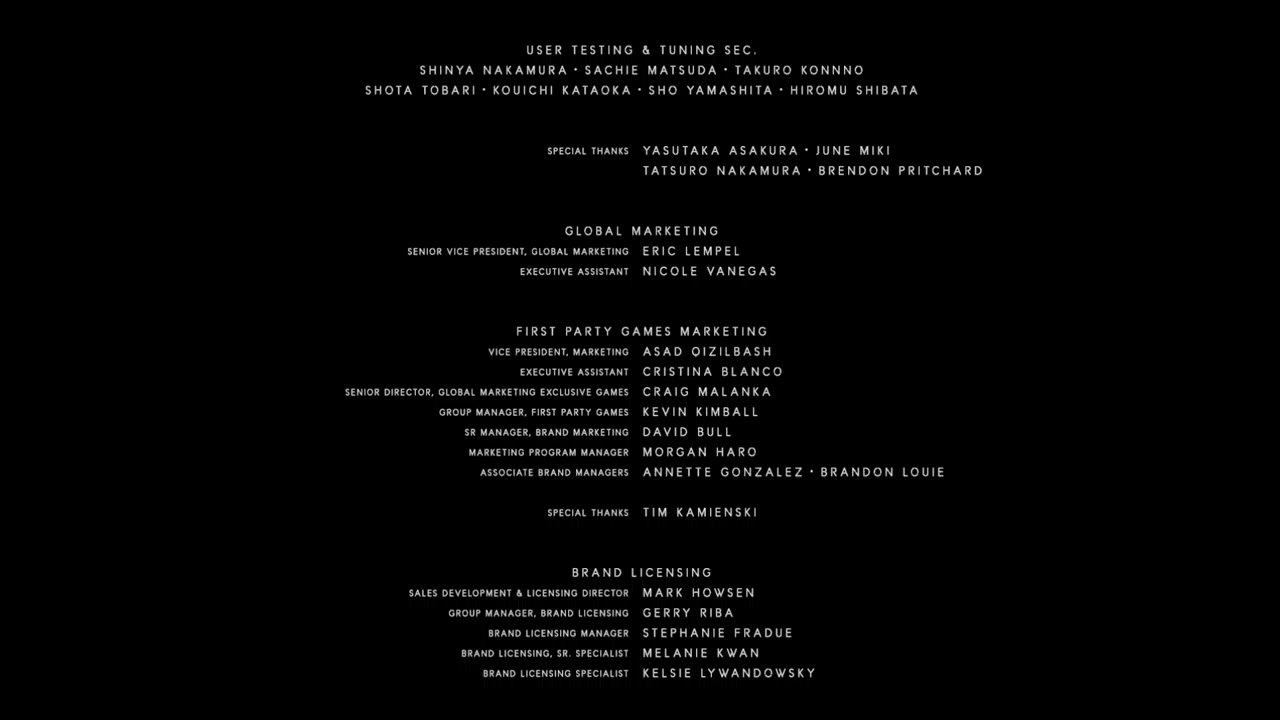 USER TESTING & TUNING SEC.
SHINYA NAKAMURA • SACHIE MATSUDA • TAKURO KONNNO
SHOTA TOBARI • KOUICHI KATAOKA • SHO YAMASHITA • HIROMU SHIBATA
SPECIAL THANKS YASUTAKA ASAKURA • JUNE MIKI
TATSURO NAKAMURA • BRENDON PRITCHARD
GLOBAL MARKETING
SENIOR VICE PRESIDENT, GLOBAL MARKETING ERIC LEMPEL
EXECUTIVE ASSISTANT NICOLE VANEGAS
FIRST PARTY GAMES MARKETING
VICE PRESIDENT, MARKETING ASAD QIZILBASH
EXECUTIVE ASSISTANT CRISTINA BLANCO
SENIOR DIRECTOR, GLOBAL MARKETING EXCLUSIVE GAMES CRAIG MALANKA
GROUP MANAGER, FIRST PARTY GAMES KEVIN KIMBALL
SR MANAGER, BRAND MARKETING DAVID BULL
MARKETING PROGRAM MANAGER MORGAN HARO
ASSOCIATE BRAND MANAGERS ANNETTE GONZALEZ • BRANDON LOUIE
SPECIAL THANKS TIM KAMIENSKI
BRAND LICENSING
SALES DEVELOPMENT & LICENSING DIRECTOR MARK HOWSEN
GROUP MANAGER, BRAND LICENSING GERRY RIBA
BRAND LICENSING MANAGER STEPHANIE FRADUE
BRAND LICENSING, SR. SPECIALIST MELANIE KWAN
BRAND LICENSING SPECIALIST KELSIE LYWANDOWSKY